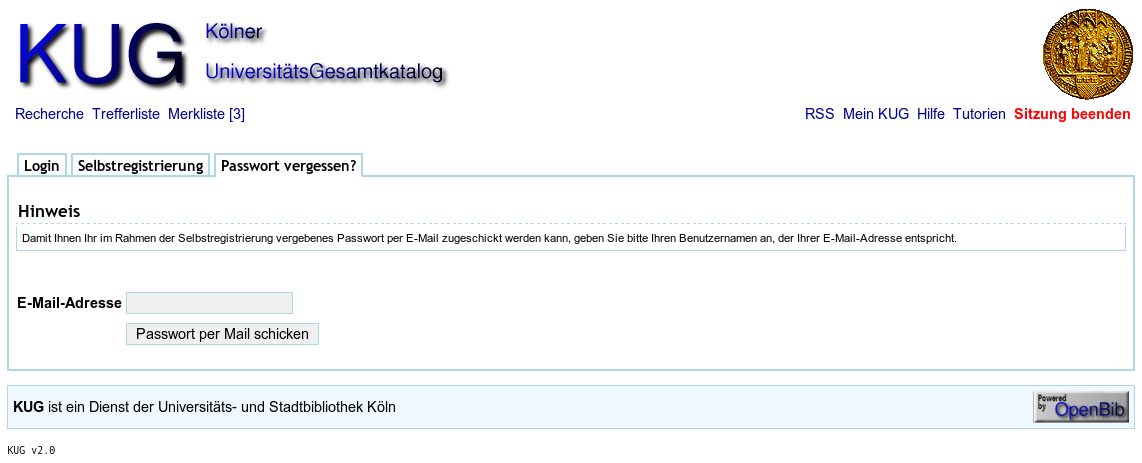 KUG Kölner
UniversitätsGesamtkatalog
Recherche Trefferliste Merkliste [3] RSS Mein KUG Hilfe Tutorien Sitzung beenden
Login Selbstregistrierung Passwort vergessen?
Hinweis
Damit Ihnen Ihr im Rahmen der Selbstregistrierung vergebenes Passwort per E-Mail zugeschickt werden kann, geben Sie bitte Ihren Benutzernamen an, der Ihrer E-Mail-Adresse entspricht.
E-Mail-Adresse
Passwort per Mail schicken
KUG ist ein Dienst der Universitäts- und Stadtbibliothek Köln
Powered
by OpenBib
KUG v2.0